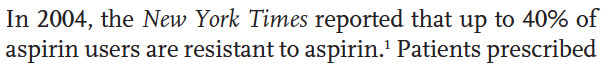 In 2004, the New York Times reported that up to 40% of
aspirin users are resistant to aspirin.¹ Patients prescribed